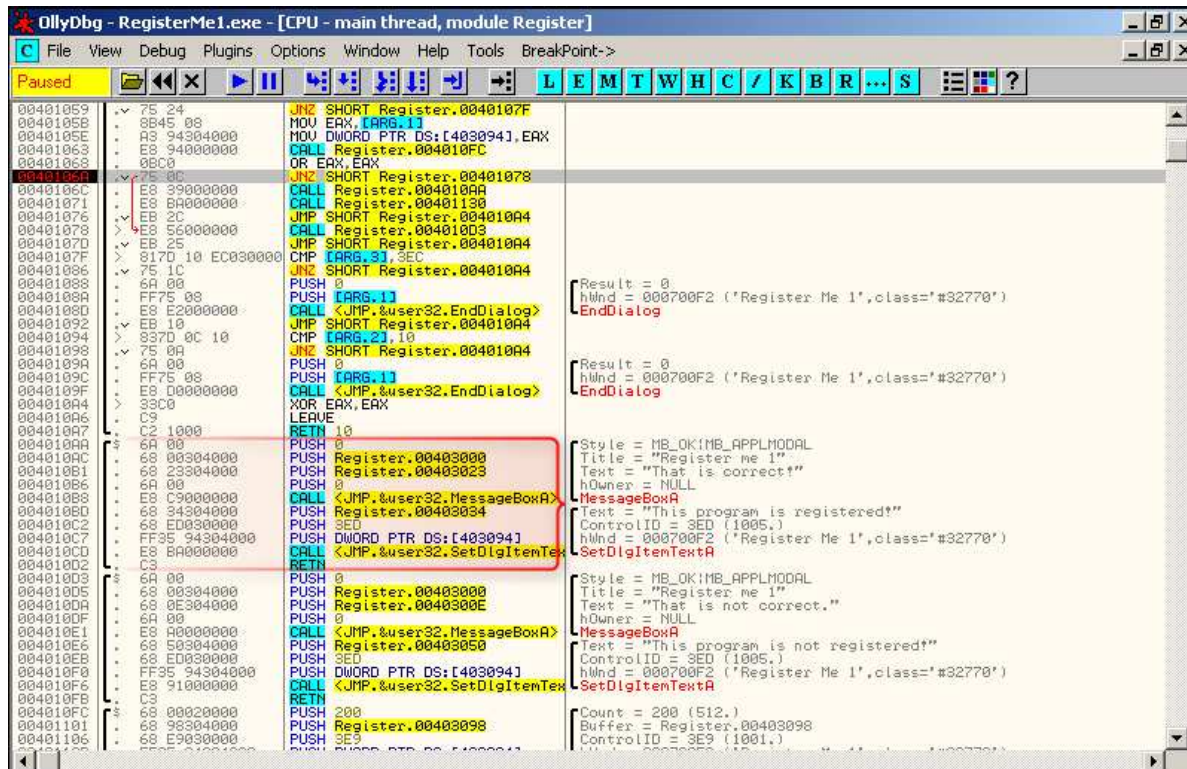 OllyDbg - RegisterMe1.exe - [CPU - main thread, module Register]
C File View Debug Plugins Options Window Help Tools BreakPoint->
Paused L E M T W H C / K B R ... S ?
00401059 .v 75 24 JNZ SHORT Register.0040107F
0040105B . 8B45 08 MOV EAX,[ARG.1]
0040105E . A3 94304000 MOV DWORD PTR DS:[403094],EAX
00401063 . E8 94000000 CALL Register.004010FC
00401068 . 0BC0 OR EAX,EAX
0040106A .v 75 0C JNZ SHORT Register.00401078
0040106C . E8 39000000 CALL Register.004010AA
00401071 . E8 BA000000 CALL Register.00401130
00401076 .v EB 2C JMP SHORT Register.004010A4
00401078 > E8 56000000 CALL Register.004010D3
0040107D .v EB 25 JMP SHORT Register.004010A4
0040107F > 817D 10 EC030000 CMP [ARG.3],3EC
00401086 .v 75 1C JNZ SHORT Register.004010A4
00401088 . 6A 00 PUSH 0 Result = 0
0040108A . FF75 08 PUSH [ARG.1] hWnd = 000700F2 ('Register Me 1',class='#32770')
0040108D . E8 E2000000 CALL <JMP.&user32.EndDialog> EndDialog
00401092 .v EB 10 JMP SHORT Register.004010A4
00401094 > 837D 0C 10 CMP [ARG.2],10
00401098 .v 75 0A JNZ SHORT Register.004010A4
0040109A . 6A 00 PUSH 0 Result = 0
0040109C . FF75 08 PUSH [ARG.1] hWnd = 000700F2 ('Register Me 1',class='#32770')
0040109F . E8 D0000000 CALL <JMP.&user32.EndDialog> EndDialog
004010A4 > 33C0 XOR EAX,EAX
004010A6 . C9 LEAVE
004010A7 . C2 1000 RETN 10
004010AA $ 6A 00 PUSH 0 Style = MB_OK|MB_APPLMODAL
004010AC . 68 00304000 PUSH Register.00403000 Title = "Register me 1"
004010B1 . 68 23304000 PUSH Register.00403023 Text = "That is correct!"
004010B6 . 6A 00 PUSH 0 hOwner = NULL
004010B8 . E8 C9000000 CALL <JMP.&user32.MessageBoxA> MessageBoxA
004010BD . 68 34304000 PUSH Register.00403034 Text = "This program is registered!"
004010C2 . 68 ED030000 PUSH 3ED ControlID = 3ED (1005.)
004010C7 . FF35 94304000 PUSH DWORD PTR DS:[403094] hWnd = 000700F2 ('Register Me 1',class='#32770')
004010CD . E8 BA000000 CALL <JMP.&user32.SetDlgItemTex SetDlgItemTextA
004010D2 . C3 RETN
004010D3 $ 6A 00 PUSH 0 Style = MB_OK|MB_APPLMODAL
004010D5 . 68 00304000 PUSH Register.00403000 Title = "Register me 1"
004010DA . 68 0E304000 PUSH Register.0040300E Text = "That is not correct."
004010DF . 6A 00 PUSH 0 hOwner = NULL
004010E1 . E8 A0000000 CALL <JMP.&user32.MessageBoxA> MessageBoxA
004010E6 . 68 50304000 PUSH Register.00403050 Text = "This program is not registered!"
004010EB . 68 ED030000 PUSH 3ED ControlID = 3ED (1005.)
004010F0 . FF35 94304000 PUSH DWORD PTR DS:[403094] hWnd = 000700F2 ('Register Me 1',class='#32770')
004010F6 . E8 91000000 CALL <JMP.&user32.SetDlgItemTex SetDlgItemTextA
004010FB . C3 RETN
004010FC $ 68 00020000 PUSH 200 Count = 200 (512.)
00401101 . 68 98304000 PUSH Register.00403098 Buffer = Register.00403098
00401106 . 68 E9030000 PUSH 3E9 ControlID = 3E9 (1001.)